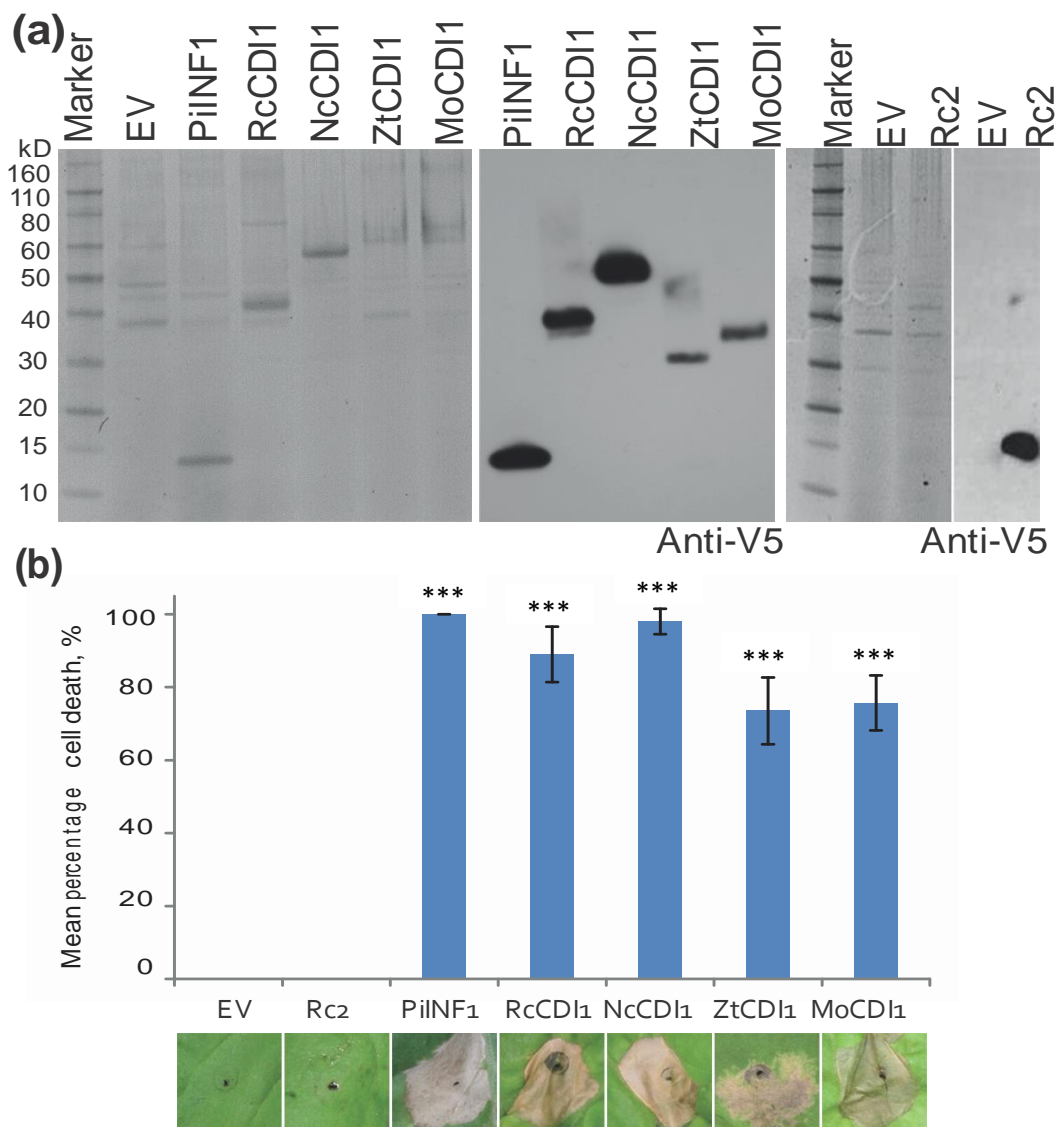 (a)
Marker EV PiINF1 RcCDI1 NcCDI1 ZtCDI1 MoCDI1 PiINF1 RcCDI1 NcCDI1 ZtCDI1 MoCDI1 Marker EV Rc2 EV Rc2
kD
160
110
80
60
50
40
30
20
15
10
Anti-V5 Anti-V5
(b)
Mean percentage cell death, %
100
80
60
40
20
0
*** *** *** *** ***
EV Rc2 PiINF1 RcCDI1 NcCDI1 ZtCDI1 MoCDI1